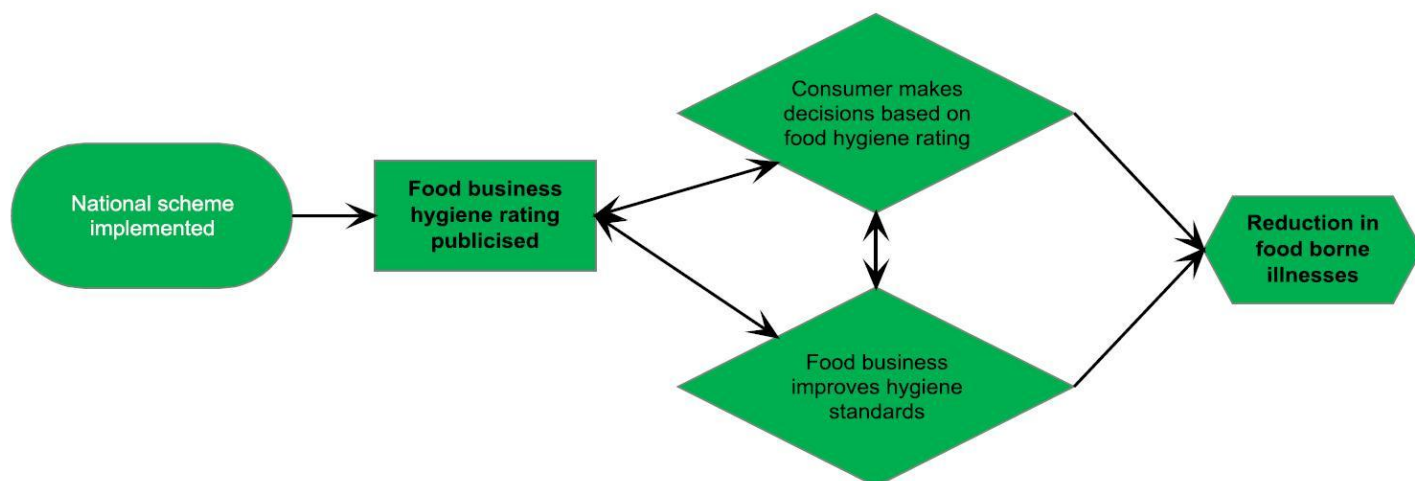 National scheme
implemented
Food business
hygiene rating
publicised
Consumer makes
decisions based on
food hygiene rating
Food business
improves hygiene
standards
Reduction in
food borne
illnesses